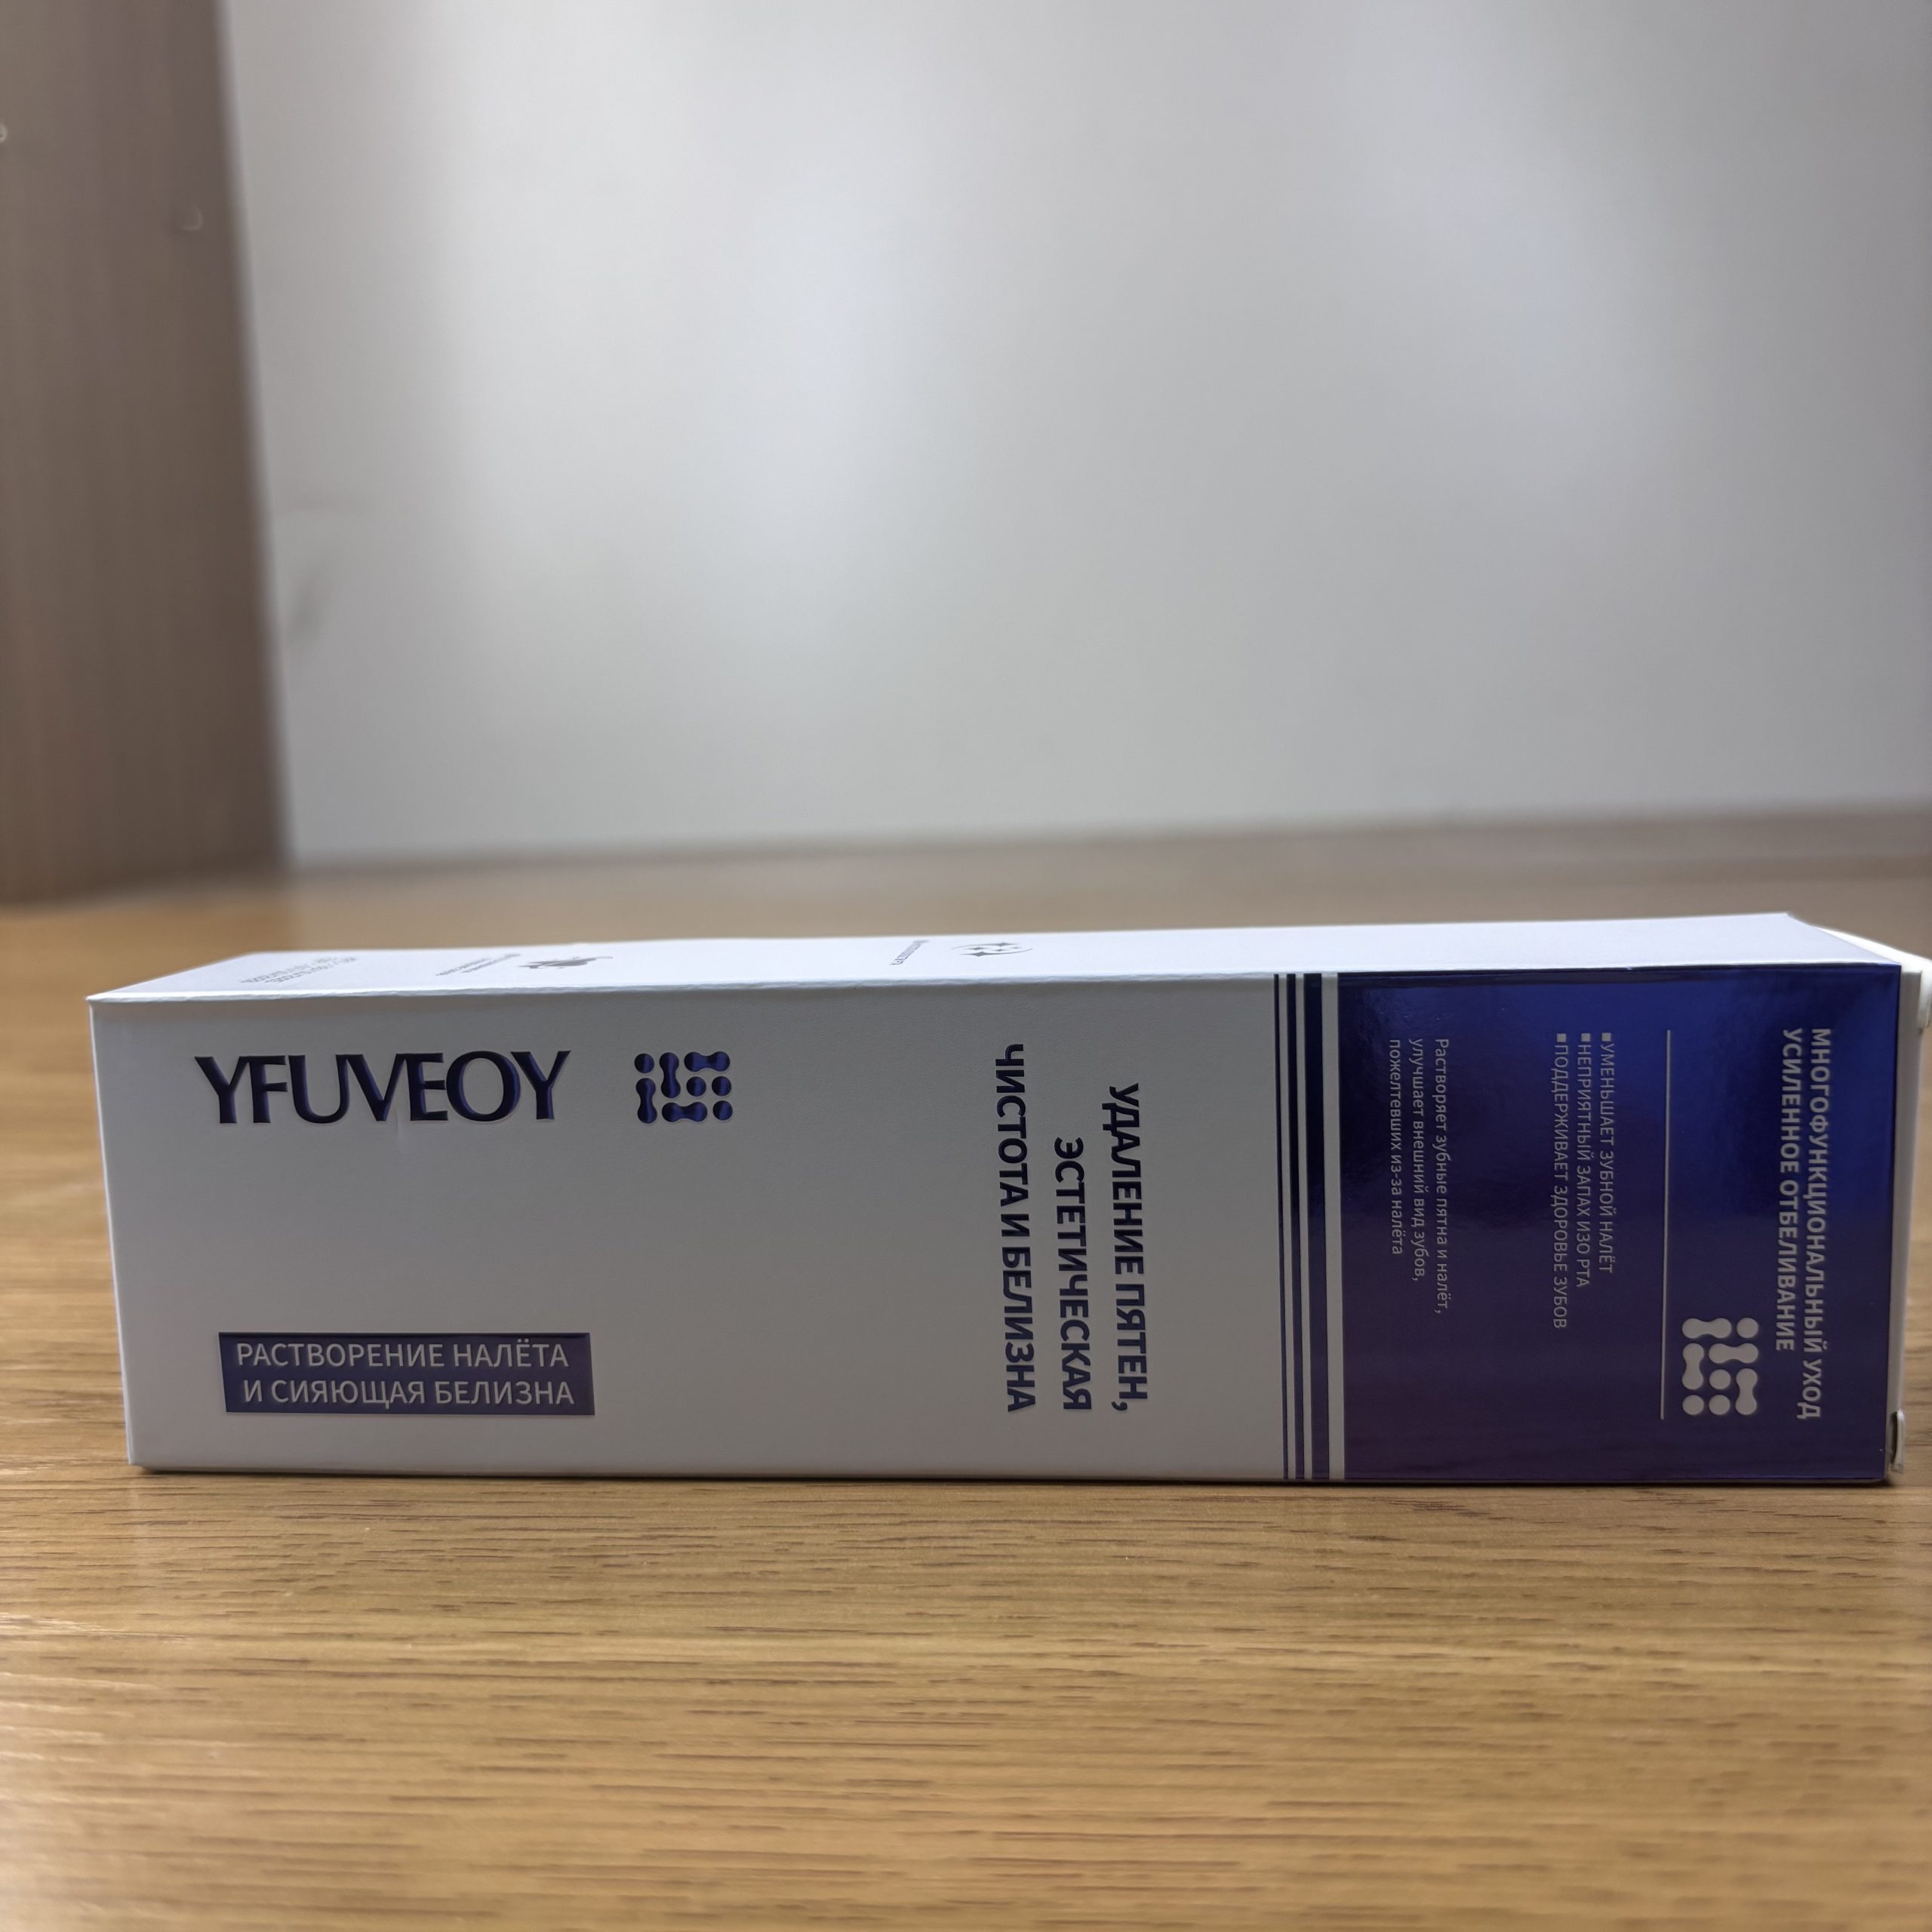 YFUVEOY
РАСТВОРЕНИЕ НАЛЁТА
И СИЯЮЩАЯ БЕЛИЗНА
УДАЛЕНИЕ ПЯТЕН,
ЭСТЕТИЧЕСКАЯ
ЧИСТОТА И БЕЛИЗНА
МНОГОФУНКЦИОНАЛЬНЫЙ УХОД
УСИЛЕННОЕ ОТБЕЛИВАНИЕ
▪УМЕНЬШАЕТ ЗУБНОЙ НАЛЁТ
▪НЕПРИЯТНЫЙ ЗАПАХ ИЗО РТА
▪ПОДДЕРЖИВАЕТ ЗДОРОВЬЕ ЗУБОВ
Растворяет зубные пятна и налёт,
улучшает внешний вид зубов,
пожелтевших из-за налёта